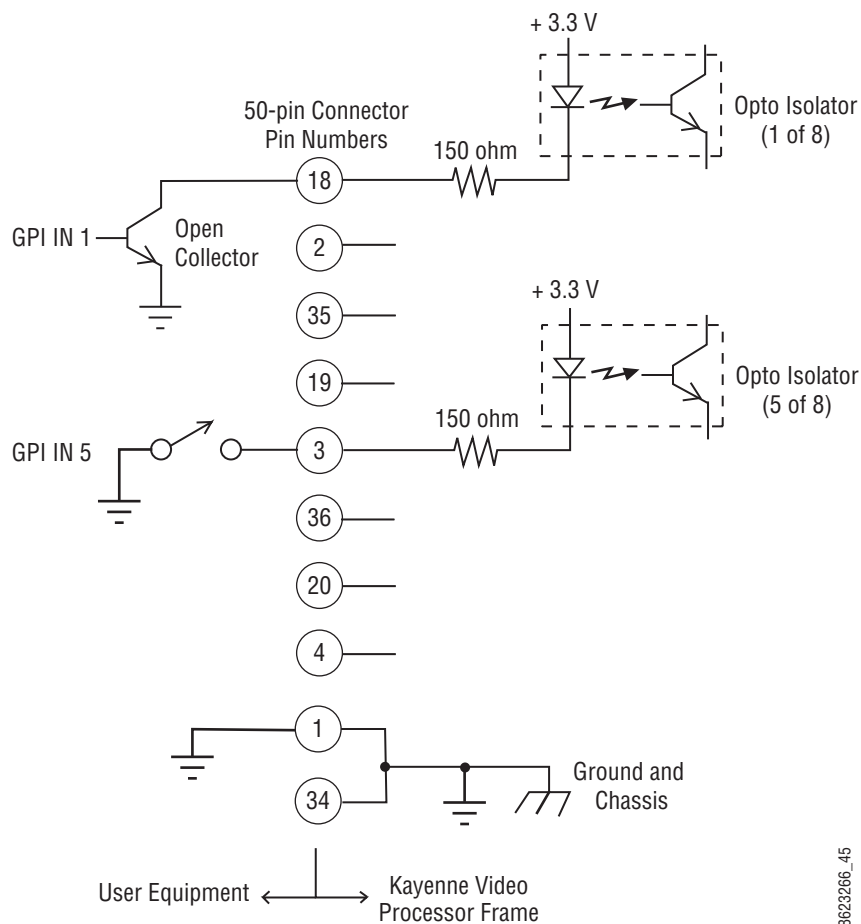 + 3.3 V
50-pin Connector
Pin Numbers
150 ohm
Opto Isolator
(1 of 8)
18
GPI IN 1
Open
Collector
2
35
+ 3.3 V
19
150 ohm
Opto Isolator
(5 of 8)
GPI IN 5
3
36
20
4
1
34
Ground and
Chassis
User Equipment
Kayenne Video
Processor Frame
8623266_45